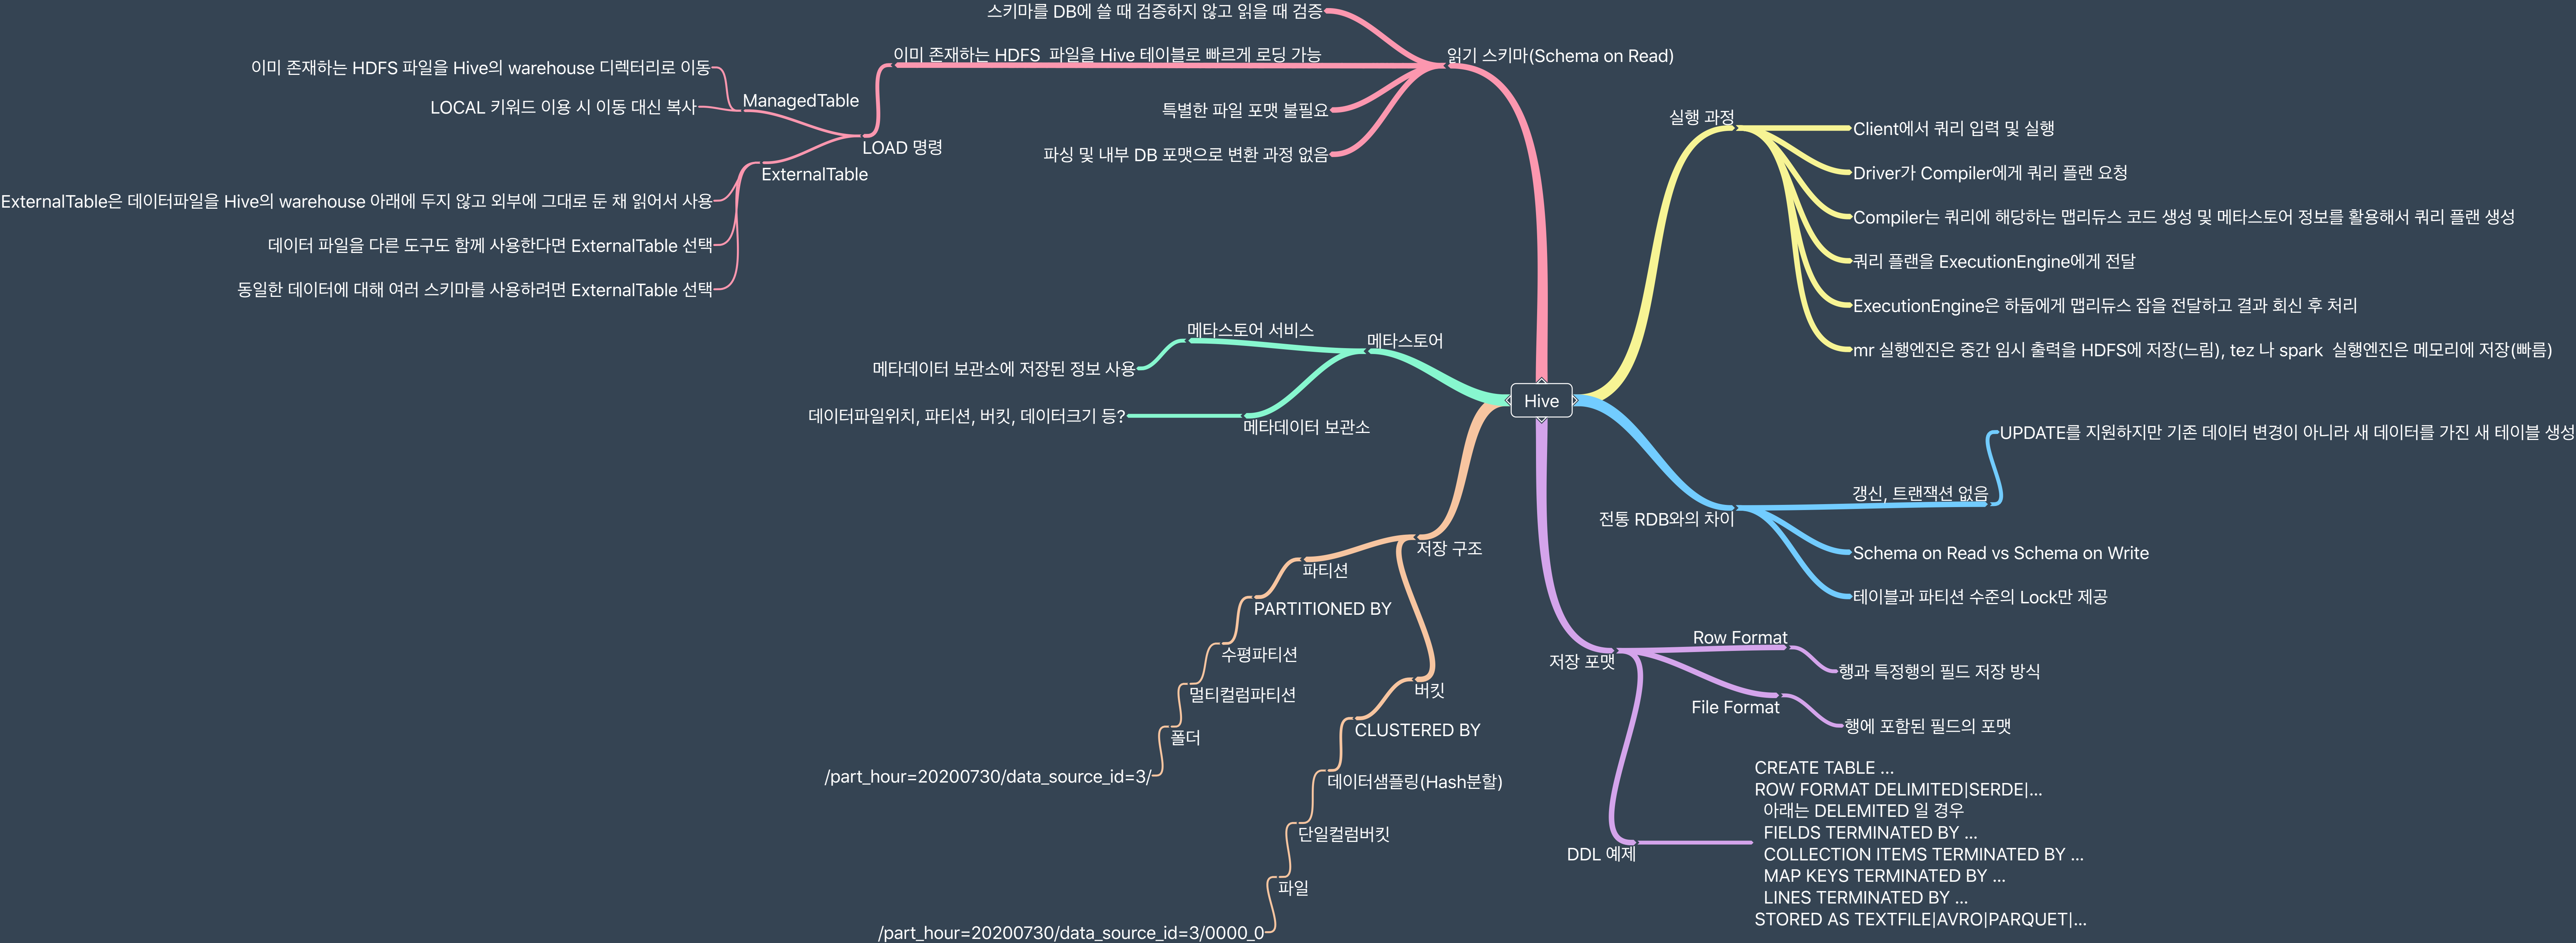 Hive
읽기 스키마(Schema on Read)
스키마를 DB에 쓸 때 검증하지 않고 읽을 때 검증
이미 존재하는 HDFS  파일을 Hive 테이블로 빠르게 로딩 가능
LOAD 명령
ManagedTable
이미 존재하는 HDFS 파일을 Hive의 warehouse 디렉터리로 이동
LOCAL 키워드 이용 시 이동 대신 복사
ExternalTable
ExternalTable은 데이터파일을 Hive의 warehouse 아래에 두지 않고 외부에 그대로 둔 채 읽어서 사용
데이터 파일을 다른 도구도 함께 사용한다면 ExternalTable 선택
동일한 데이터에 대해 여러 스키마를 사용하려면 ExternalTable 선택
특별한 파일 포맷 불필요
파싱 및 내부 DB 포맷으로 변환 과정 없음
실행 과정
Client에서 쿼리 입력 및 실행
Driver가 Compiler에게 쿼리 플랜 요청
Compiler는 쿼리에 해당하는 맵리듀스 코드 생성 및 메타스토어 정보를 활용해서 쿼리 플랜 생성
쿼리 플랜을 ExecutionEngine에게 전달
ExecutionEngine은 하둡에게 맵리듀스 잡을 전달하고 결과 회신 후 처리
mr 실행엔진은 중간 임시 출력을 HDFS에 저장(느림), tez 나 spark  실행엔진은 메모리에 저장(빠름)
메타스토어
메타스토어 서비스
메타데이터 보관소에 저장된 정보 사용
메타데이터 보관소
데이터파일위치, 파티션, 버킷, 데이터크기 등?
전통 RDB와의 차이
갱신, 트랜잭션 없음
UPDATE를 지원하지만 기존 데이터 변경이 아니라 새 데이터를 가진 새 테이블 생성
Schema on Read vs Schema on Write
테이블과 파티션 수준의 Lock만 제공
저장 구조
파티션
PARTITIONED BY
수평파티션
멀티컬럼파티션
폴더
/part_hour=20200730/data_source_id=3/
버킷
CLUSTERED BY
데이터샘플링(Hash분할)
단일컬럼버킷
파일
/part_hour=20200730/data_source_id=3/0000_0
저장 포맷
Row Format
행과 특정행의 필드 저장 방식
File Format
행에 포함된 필드의 포맷
DDL 예제
CREATE TABLE ...
ROW FORMAT DELIMITED|SERDE|...
아래는 DELEMITED 일 경우
FIELDS TERMINATED BY ...
COLLECTION ITEMS TERMINATED BY ...
MAP KEYS TERMINATED BY ...
LINES TERMINATED BY ...
STORED AS TEXTFILE|AVRO|PARQUET|...